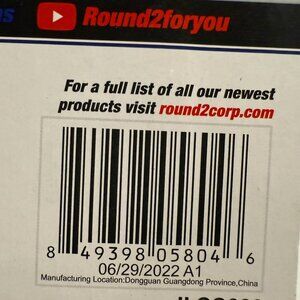 Round2foryou
For a full list of all our newest
products visit round2corp.com
8 49398 05804 6
06/29/2022 A1
Manufacturing Location:Dongguan Guangdong Province,China